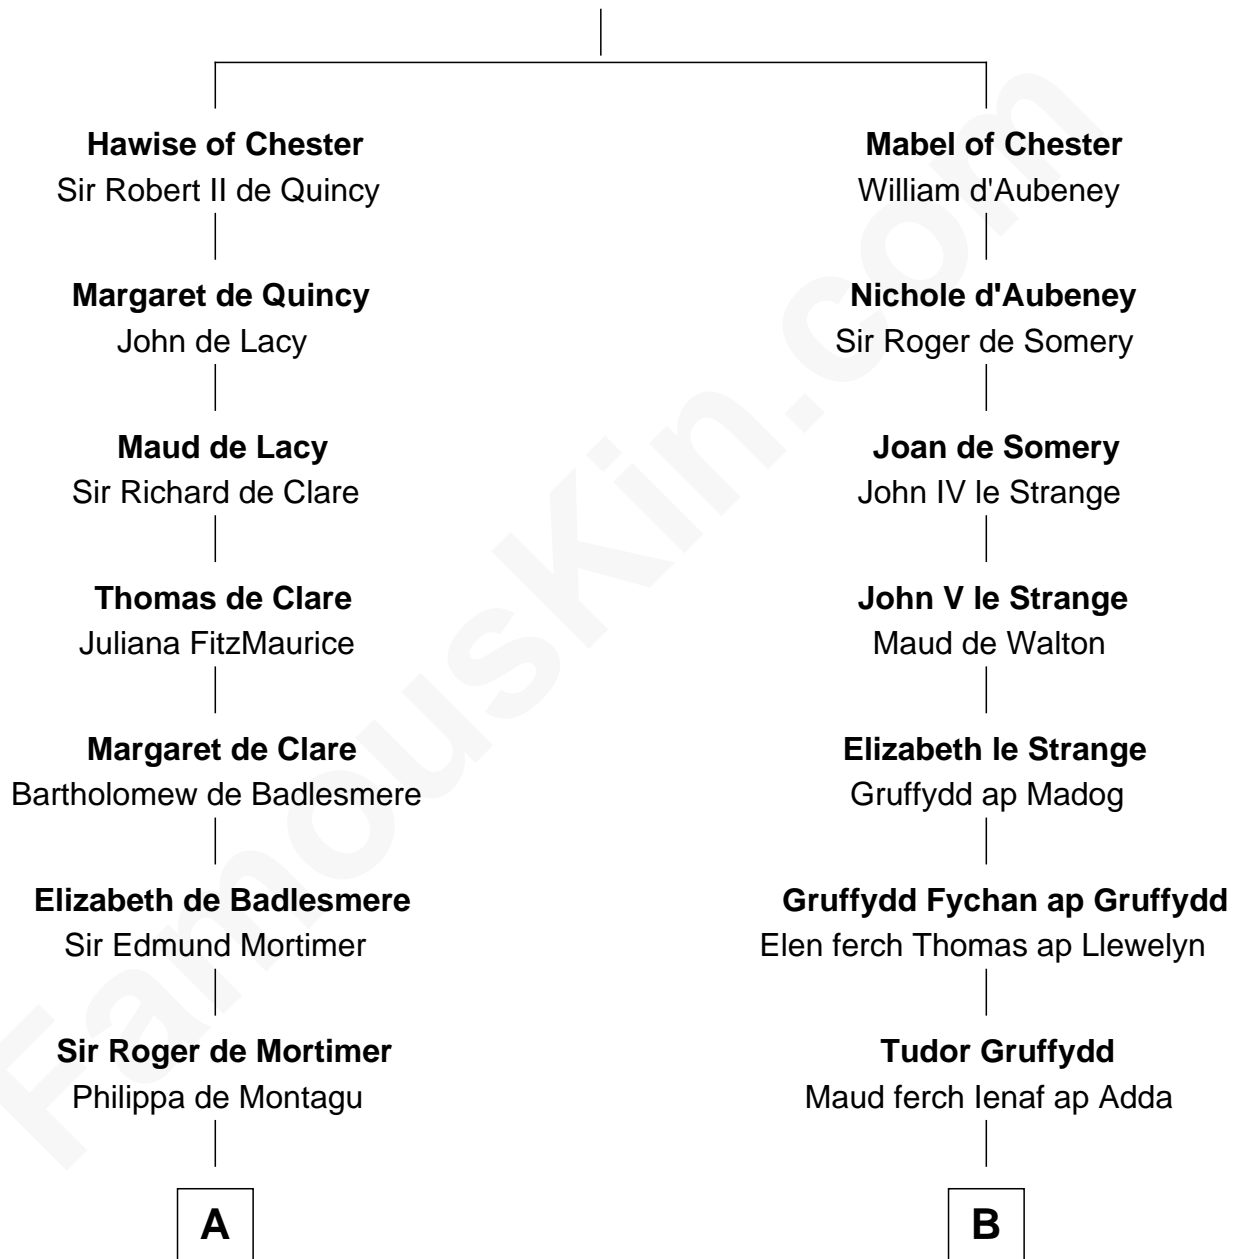 Hawise of Chester
Sir Robert II de Quincy
Mabel of Chester
William d'Aubeney
Margaret de Quincy
John de Lacy
Nichole d'Aubeney
Sir Roger de Somery
Maud de Lacy
Sir Richard de Clare
Joan de Somery
John IV le Strange
Thomas de Clare
Juliana FitzMaurice
John V le Strange
Maud de Walton
Margaret de Clare
Bartholomew de Badlesmere
Elizabeth le Strange
Gruffydd ap Madog
Elizabeth de Badlesmere
Sir Edmund Mortimer
Gruffydd Fychan ap Gruffydd
Elen ferch Thomas ap Llewelyn
Sir Roger de Mortimer
Philippa de Montagu
Tudor Gruffydd
Maud ferch Ienaf ap Adda
A
B
FamousKin.com